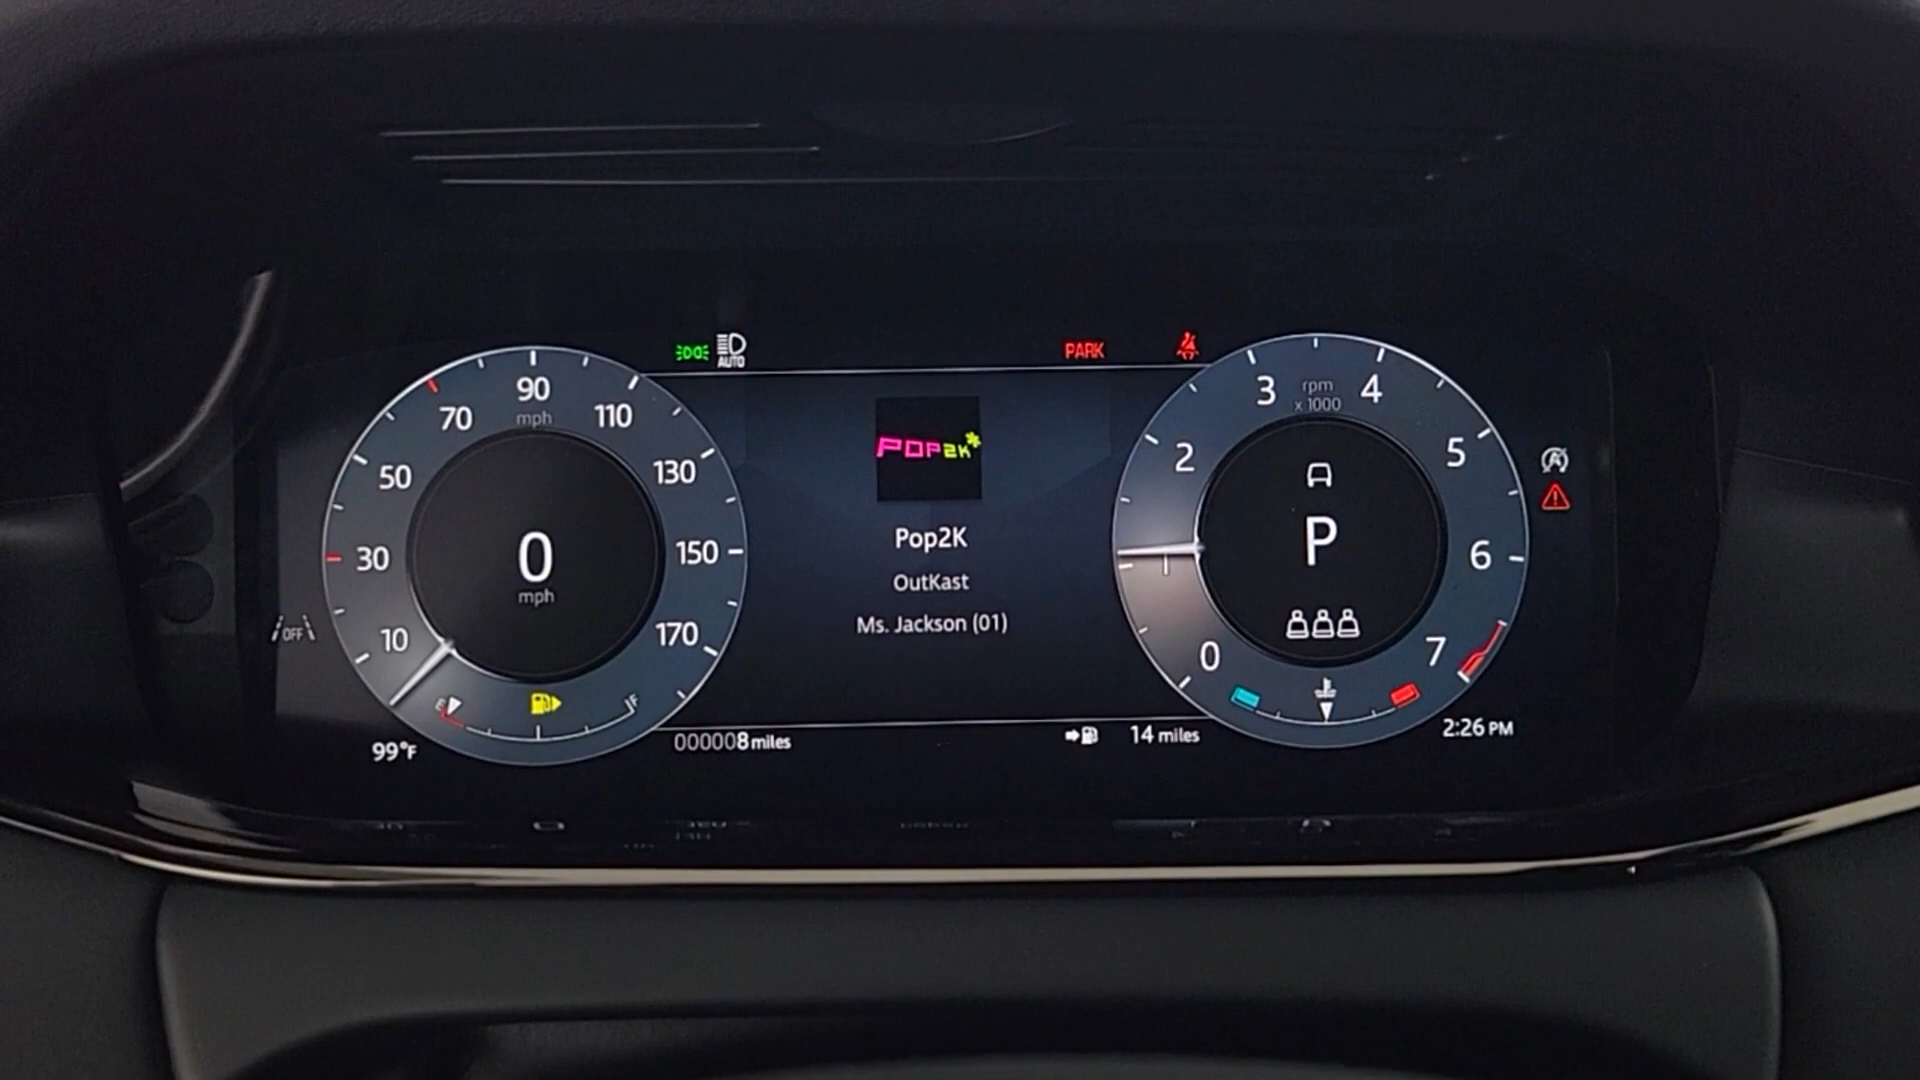 AUTO
PARK
90
mph
70
110
50
130
30
150
10
170
0
mph
E
F
OFF
99°F
000008 miles
POP2K*
Pop2K
OutKast
Ms. Jackson (01)
14 miles
3
rpm
x 1000
4
2
5
1
6
0
7
P
A
2:26 PM